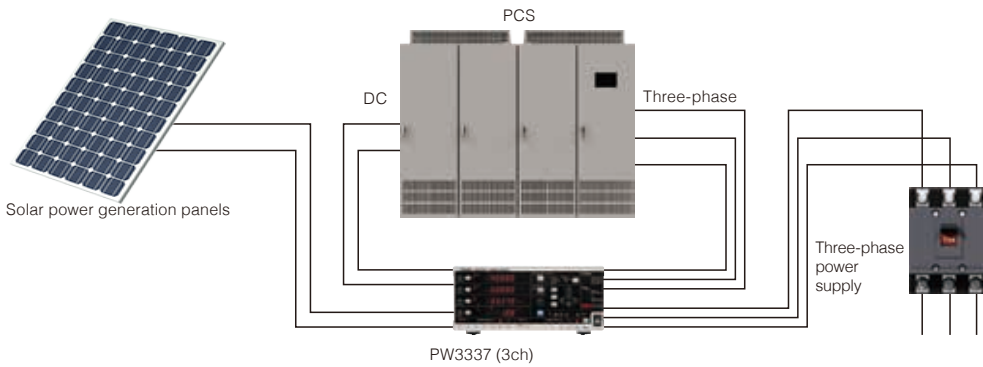 PCS
DC
Three-phase
Solar power generation panels
Three-phase
power
supply
PW3337 (3ch)